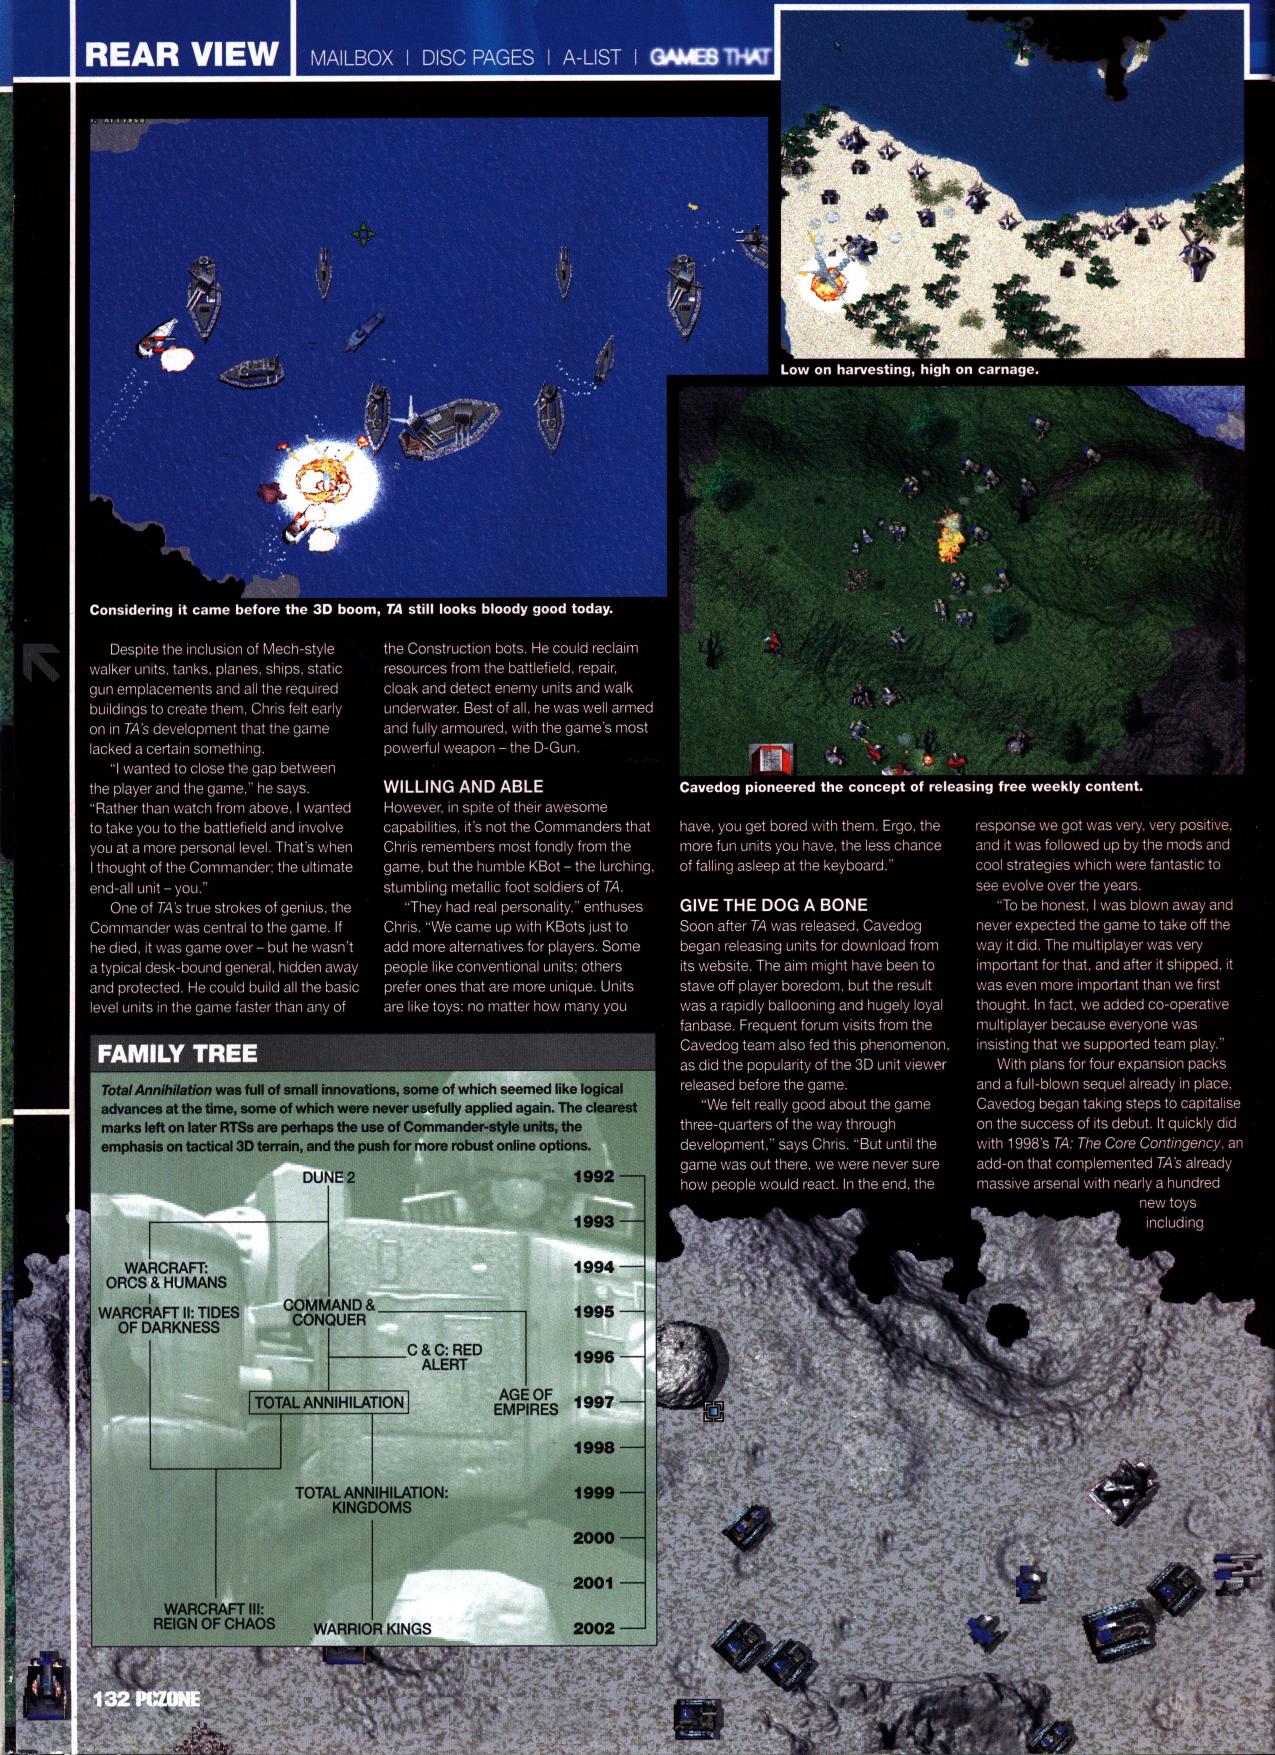 REAR VIEW
MAILBOX | DISC PAGES | A-LIST | GAMES THAT
Low on harvesting, high on carnage.
Considering it came before the 3D boom, TA still looks bloody good today.
Cavedog pioneered the concept of releasing free weekly content.
Despite the inclusion of Mech-style
walker units, tanks, planes, ships, static
gun emplacements and all the required
buildings to create them, Chris felt early
on in TA's development that the game
lacked a certain something.
"I wanted to close the gap between
the player and the game," he says.
"Rather than watch from above, I wanted
to take you to the battlefield and involve
you at a more personal level. That's when
I thought of the Commander; the ultimate
end-all unit – you."
One of TA's true strokes of genius, the
Commander was central to the game. If
he died, it was game over – but he wasn't
a typical desk-bound general, hidden away
and protected. He could build all the basic
level units in the game faster than any of
the Construction bots. He could reclaim
resources from the battlefield, repair,
cloak and detect enemy units and walk
underwater. Best of all, he was well armed
and fully armoured, with the game's most
powerful weapon – the D-Gun.
WILLING AND ABLE
However, in spite of their awesome
capabilities, it's not the Commanders that
Chris remembers most fondly from the
game, but the humble KBot – the lurching,
stumbling metallic foot soldiers of TA.
"They had real personality," enthuses
Chris. "We came up with KBots just to
add more alternatives for players. Some
people like conventional units; others
prefer ones that are more unique. Units
are like toys: no matter how many you
have, you get bored with them. Ergo, the
more fun units you have, the less chance
of falling asleep at the keyboard."
GIVE THE DOG A BONE
Soon after TA was released, Cavedog
began releasing units for download from
its website. The aim might have been to
stave off player boredom, but the result
was a rapidly ballooning and hugely loyal
fanbase. Frequent forum visits from the
Cavedog team also fed this phenomenon,
as did the popularity of the 3D unit viewer
released before the game.
"We felt really good about the game
three-quarters of the way through
development," says Chris. "But until the
game was out there, we were never sure
how people would react. In the end, the
response we got was very, very positive,
and it was followed up by the mods and
cool strategies which were fantastic to
see evolve over the years.
"To be honest, I was blown away and
never expected the game to take off the
way it did. The multiplayer was very
important for that, and after it shipped, it
was even more important than we first
thought. In fact, we added co-operative
multiplayer because everyone was
insisting that we supported team play."
With plans for four expansion packs
and a full-blown sequel already in place,
Cavedog began taking steps to capitalise
on the success of its debut. It quickly did
with 1998's TA: The Core Contingency, an
add-on that complemented TA's already
massive arsenal with nearly a hundred
new toys
including
FAMILY TREE
Total Annihilation was full of small innovations, some of which seemed like logical
advances at the time, some of which were never usefully applied again. The clearest
marks left on later RTSs are perhaps the use of Commander-style units, the
emphasis on tactical 3D terrain, and the push for more robust online options.
DUNE 2
1992
1993
WARCRAFT:
ORCS & HUMANS
1994
WARCRAFT II: TIDES
OF DARKNESS
COMMAND &
CONQUER
1995
C & C: RED
ALERT
1996
TOTAL ANNIHILATION
AGE OF
EMPIRES
1997
1998
TOTAL ANNIHILATION:
KINGDOMS
1999
2000
2001
WARCRAFT III:
REIGN OF CHAOS
WARRIOR KINGS
2002
132 PCZONE